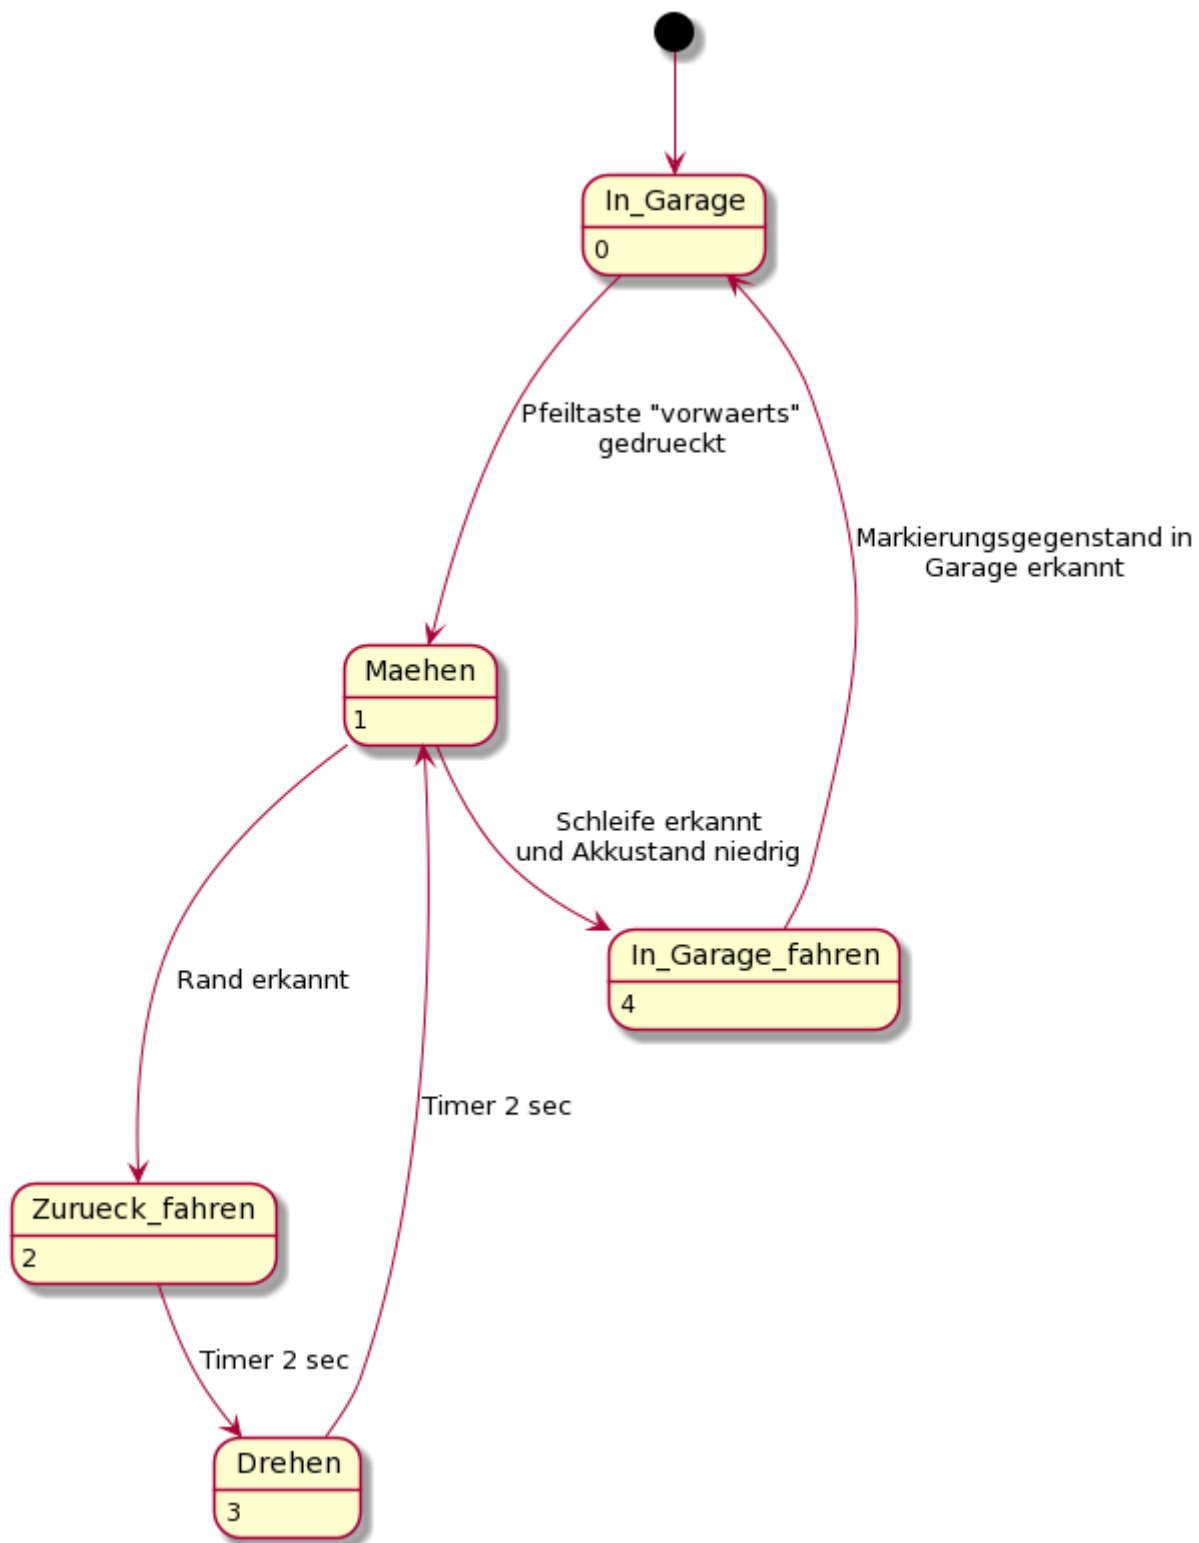 In_Garage
0
Pfeiltaste "vorwaerts"
gedrueckt
Markierungsgegenstand in
Garage erkannt
Maehen
1
Schleife erkannt
und Akkustand niedrig
In_Garage_fahren
4
Rand erkannt
Timer 2 sec
Zurueck_fahren
2
Timer 2 sec
Drehen
3